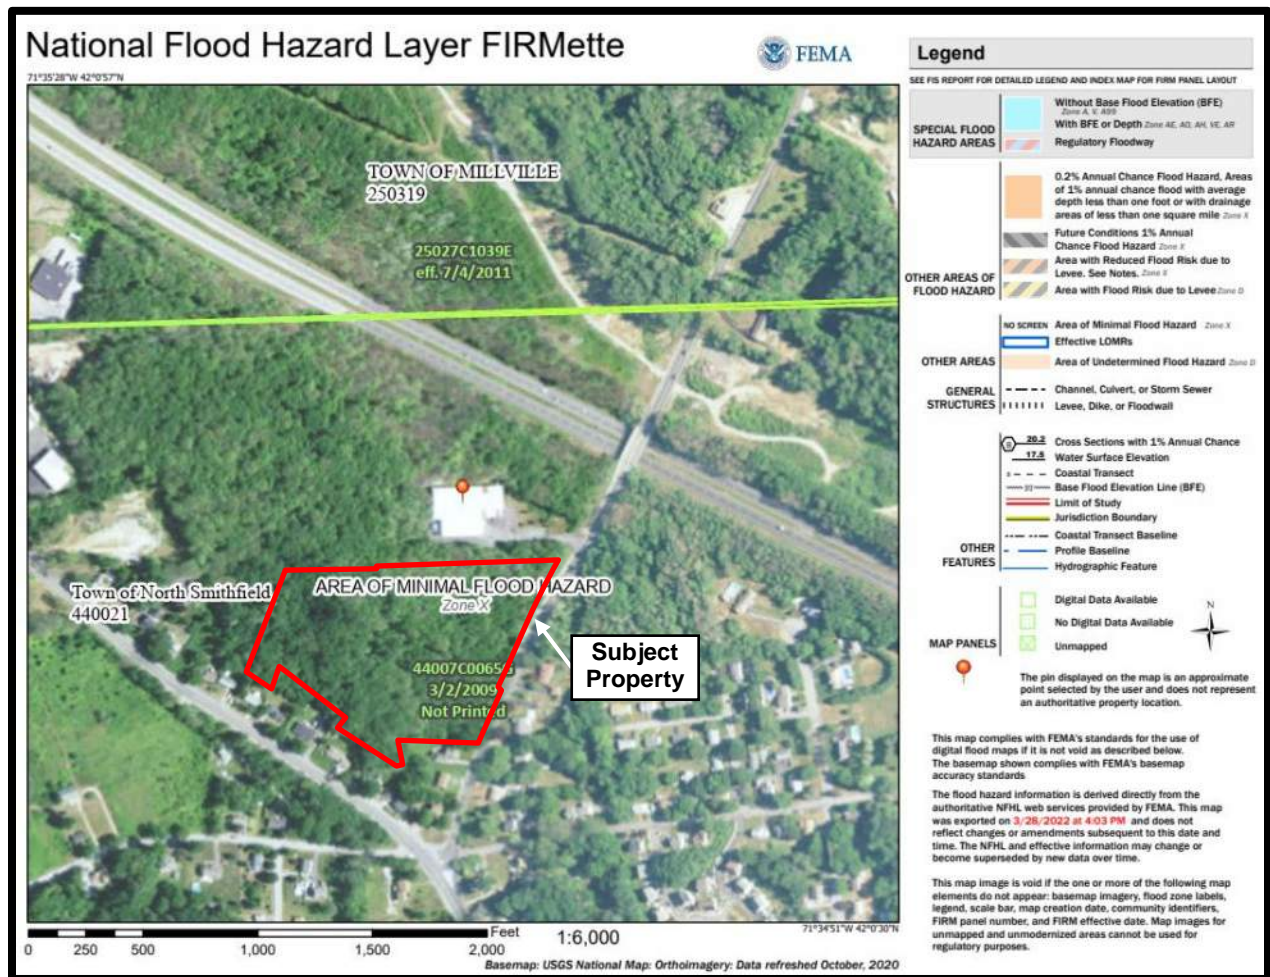 National Flood Hazard Layer FIRMette
FEMA
71°35'28"W 42°0'57"N
TOWN OF MILLVILLE
250319
25027C1039E
eff. 7/4/2011
Town of North Smithfield
440021
AREA OF MINIMAL FLOOD HAZARD
Zone X
44007C0065G
3/2/2009
Not Printed
Subject
Property
0 250 500 1,000 1,500 2,000
Feet
1:6,000
71°34'51"W 42°0'30"N
Basemap: USGS National Map: Orthoimagery: Data refreshed October, 2020
Legend
SEE FIS REPORT FOR DETAILED LEGEND AND INDEX MAP FOR FIRM PANEL LAYOUT
SPECIAL FLOOD
HAZARD AREAS
Without Base Flood Elevation (BFE)
Zone A, V, A99
With BFE or Depth Zone AE, AO, AH, VE, AR
Regulatory Floodway
OTHER AREAS OF
FLOOD HAZARD
0.2% Annual Chance Flood Hazard, Areas
of 1% annual chance flood with average
depth less than one foot or with drainage
areas of less than one square mile Zone X
Future Conditions 1% Annual
Chance Flood Hazard Zone X
Area with Reduced Flood Risk due to
Levee. See Notes. Zone X
Area with Flood Risk due to Levee Zone D
OTHER AREAS
NO SCREEN Area of Minimal Flood Hazard Zone X
Effective LOMRs
Area of Undetermined Flood Hazard Zone D
GENERAL
STRUCTURES
Channel, Culvert, or Storm Sewer
Levee, Dike, or Floodwall
OTHER
FEATURES
B 20.2 Cross Sections with 1% Annual Chance
17.5 Water Surface Elevation
8 Coastal Transect
Base Flood Elevation Line (BFE)
Limit of Study
Jurisdiction Boundary
Coastal Transect Baseline
Profile Baseline
Hydrographic Feature
MAP PANELS
Digital Data Available
No Digital Data Available
Unmapped
N
The pin displayed on the map is an approximate
point selected by the user and does not represent
an authoritative property location.
This map complies with FEMA's standards for the use of
digital flood maps if it is not void as described below.
The basemap shown complies with FEMA's basemap
accuracy standards
The flood hazard information is derived directly from the
authoritative NFHL web services provided by FEMA. This map
was exported on 3/28/2022 at 4:03 PM and does not
reflect changes or amendments subsequent to this date and
time. The NFHL and effective information may change or
become superseded by new data over time.
This map image is void if the one or more of the following map
elements do not appear: basemap imagery, flood zone labels,
legend, scale bar, map creation date, community identifiers,
FIRM panel number, and FIRM effective date. Map images for
unmapped and unmodernized areas cannot be used for
regulatory purposes.